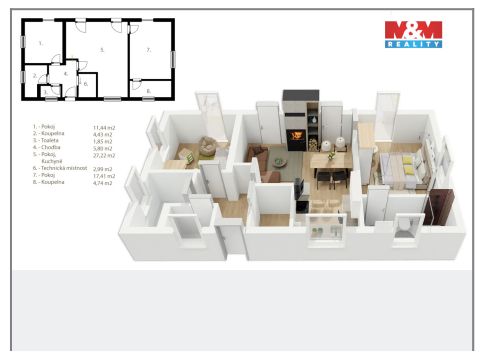 M&M
REALITY
1.
2.
3.
4.
5.
6.
7.
8.
1. - Pokoj 11,44 m2
2. - Koupelna 4,43 m2
3. - Toaleta 1,85 m2
4. - Chodba 5,80 m2
5. - Pokoj, 27,22 m2
Kuchyně
6. - Technická místnost 2,99 m2
7. - Pokoj 17,41 m2
8. - Koupelna 4,74 m2